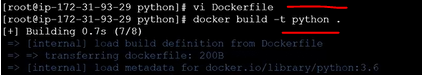 [root@ip-172-31-93-29 python]# vi Dockerfile
[root@ip-172-31-93-29 python]# docker build -t python .
[+] Building 0.7s (7/8)
=> [internal] load build definition from Dockerfile
=> => transferring dockerfile: 200B
=> [internal] load metadata for docker.io/library/python:3.6